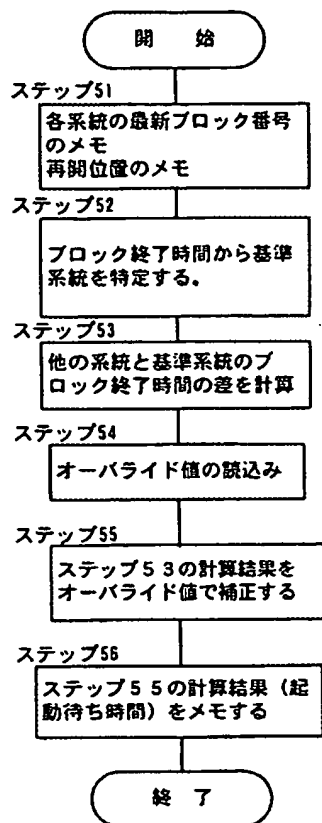 開 始
ステップ51
各系統の最新ブロック番号
のメモ
再開位置のメモ
ステップ52
ブロック終了時間から基準
系統を特定する。
ステップ53
他の系統と基準系統のブ
ロック終了時間の差を計算
ステップ54
オーバライド値の読込み
ステップ55
ステップ53の計算結果を
オーバライド値で補正する
ステップ56
ステップ55の計算結果（起
動待ち時間）をメモする
終 了